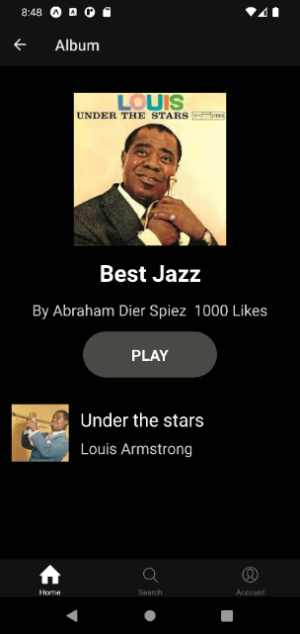 8:48
Album
LOUIS
UNDER THE STARS
Best Jazz
By Abraham Dier Spiez 1000 Likes
PLAY
Under the stars
Louis Armstrong
Home
Search
Account